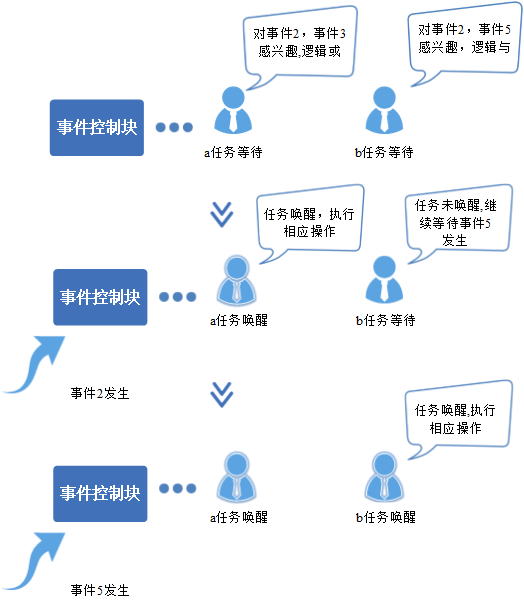 对事件2，事件3
感兴趣,逻辑或
对事件2，事件5
感兴趣，逻辑与
事件控制块
a任务等待
b任务等待
任务唤醒，执行
相应操作
任务未唤醒,继
续等待事件5
发生
事件控制块
a任务唤醒
b任务等待
事件2发生
任务唤醒,执行
相应操作
事件控制块
a任务唤醒
b任务唤醒
事件5发生